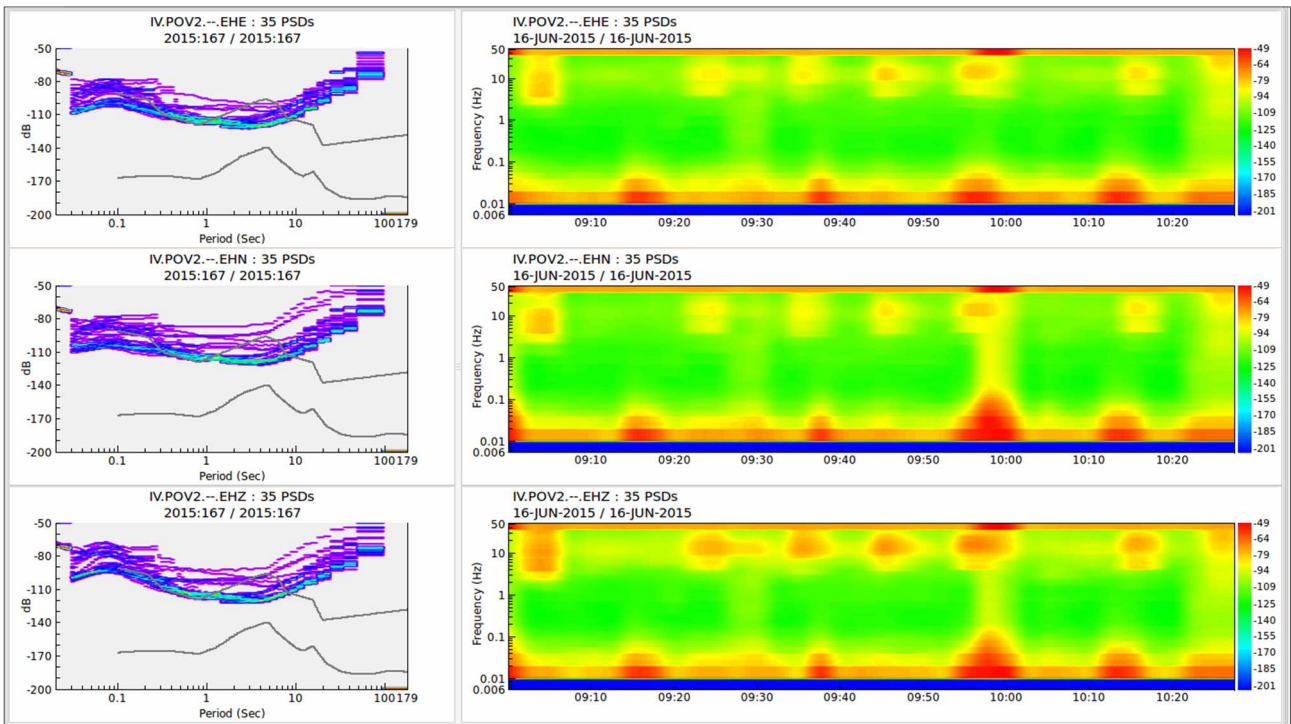 IV.POV2.--.EHE : 35 PSDs
2015:167 / 2015:167
-50
-80
-110
-140
-170
-200
dB
0.1 1 10 100179
Period (Sec)
IV.POV2.--.EHE : 35 PSDs
16-JUN-2015 / 16-JUN-2015
50
10
1
0.1
0.01
0.006
Frequency (Hz)
09:10 09:20 09:30 09:40 09:50 10:00 10:10 10:20
-49
-64
-79
-94
-109
-125
-140
-155
-170
-185
-201
IV.POV2.--.EHN : 35 PSDs
2015:167 / 2015:167
-50
-80
-110
-140
-170
-200
dB
0.1 1 10 100179
Period (Sec)
IV.POV2.--.EHN : 35 PSDs
16-JUN-2015 / 16-JUN-2015
50
10
1
0.1
0.01
0.006
Frequency (Hz)
09:10 09:20 09:30 09:40 09:50 10:00 10:10 10:20
-49
-64
-79
-94
-109
-125
-140
-155
-170
-185
-201
IV.POV2.--.EHZ : 35 PSDs
2015:167 / 2015:167
-50
-80
-110
-140
-170
-200
dB
0.1 1 10 100179
Period (Sec)
IV.POV2.--.EHZ : 35 PSDs
16-JUN-2015 / 16-JUN-2015
50
10
1
0.1
0.01
0.006
Frequency (Hz)
09:10 09:20 09:30 09:40 09:50 10:00 10:10 10:20
-49
-64
-79
-94
-109
-125
-140
-155
-170
-185
-201